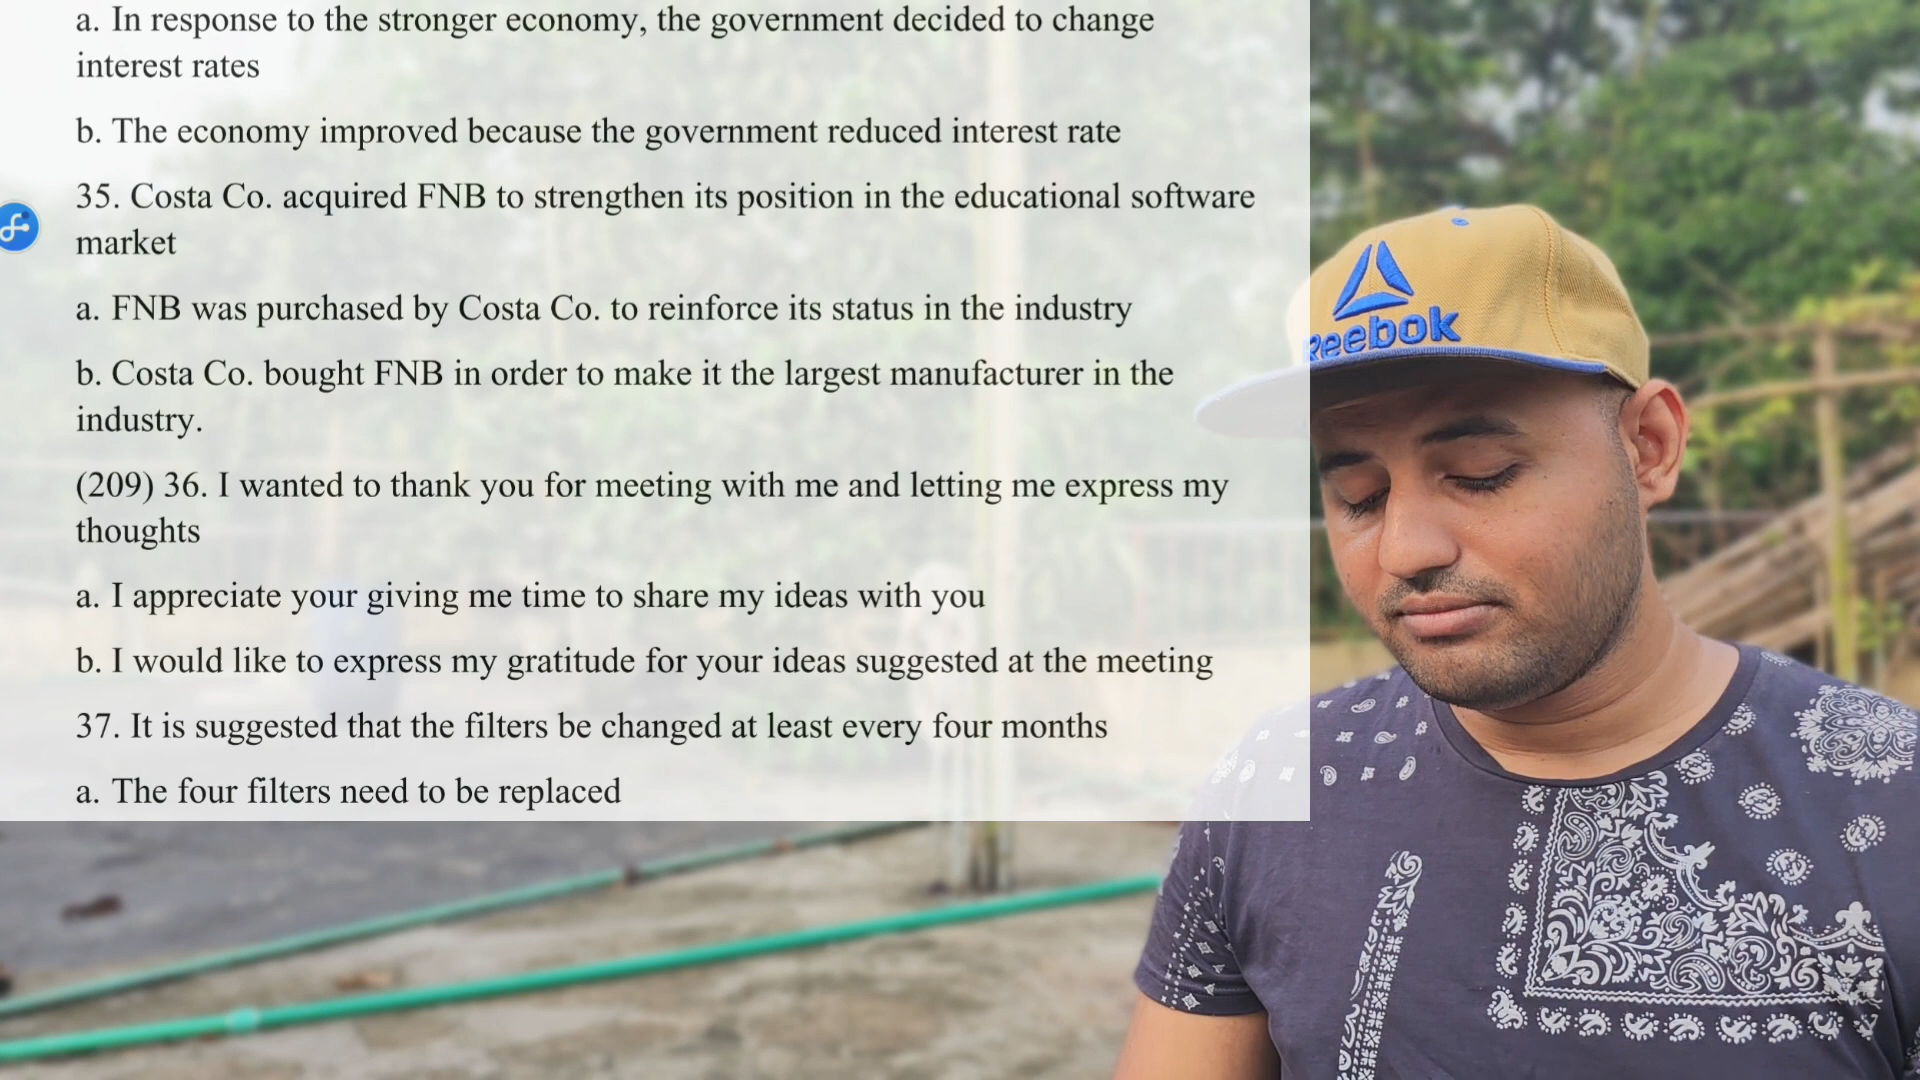 a. In response to the stronger economy, the government decided to change
interest rates
b. The economy improved because the government reduced interest rate
35. Costa Co. acquired FNB to strengthen its position in the educational software
market
a. FNB was purchased by Costa Co. to reinforce its status in the industry
b. Costa Co. bought FNB in order to make it the largest manufacturer in the
industry.
(209) 36. I wanted to thank you for meeting with me and letting me express my
thoughts
a. I appreciate your giving me time to share my ideas with you
b. I would like to express my gratitude for your ideas suggested at the meeting
37. It is suggested that the filters be changed at least every four months
a. The four filters need to be replaced
Reebok